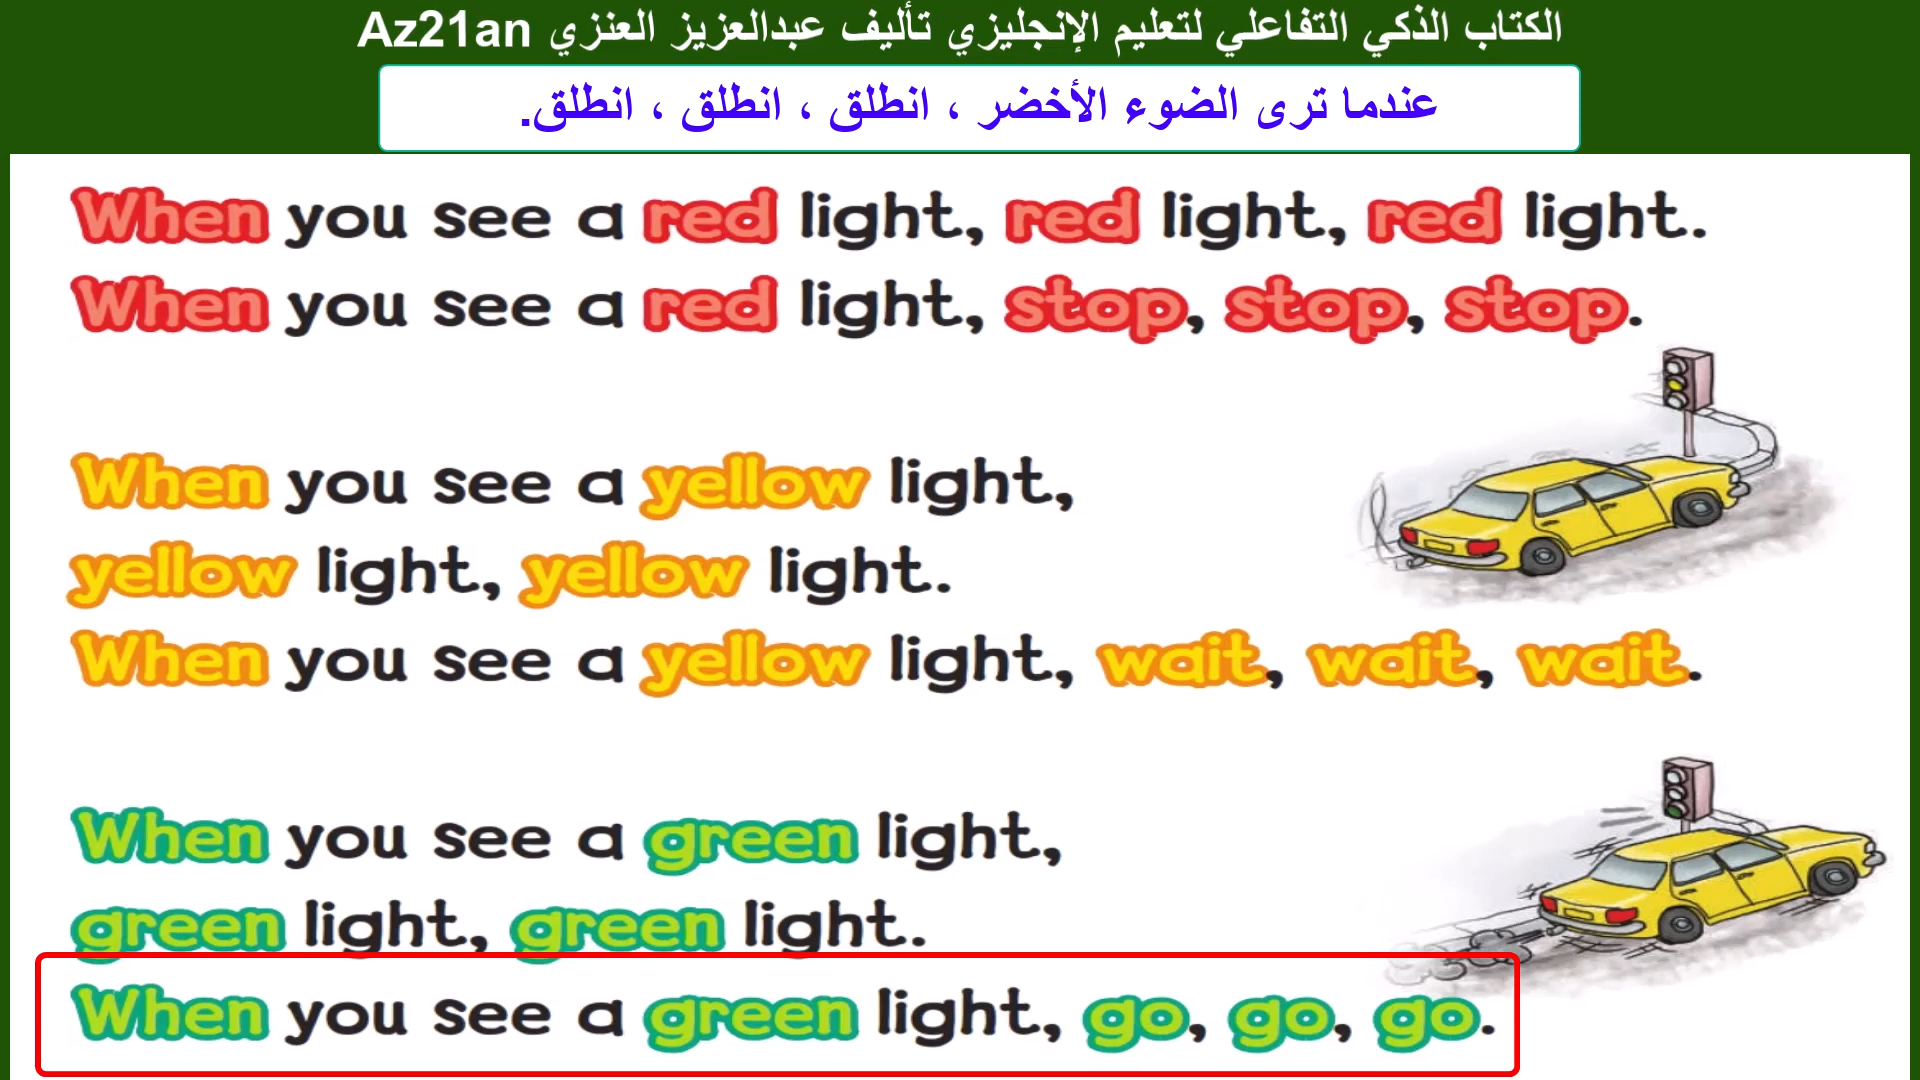 الكتاب الذكي التفاعلي لتعليم الإنجليزي تأليف عبدالعزيز العنزي Az21an
عندما ترى الضوء الأخضر ، انطلق ، انطلق ، انطلق.
When you see a red light, red light, red light.
When you see a red light, stop, stop, stop.
When you see a yellow light,
yellow light, yellow light.
When you see a yellow light, wait, wait, wait.
When you see a green light,
green light, green light.
When you see a green light, go, go, go.